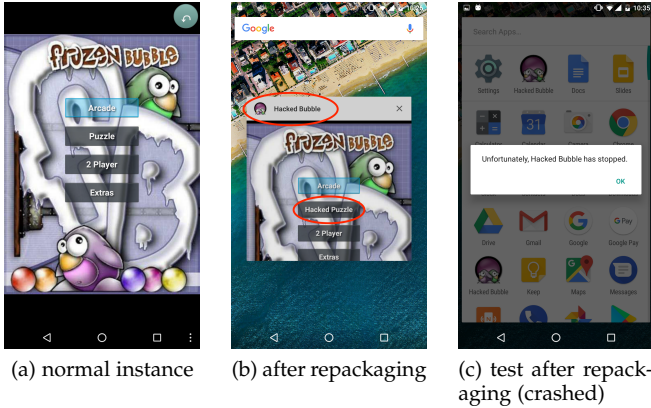 FROZEN BUBBLE
Arcade
Puzzle
2 Player
Extras
(a) normal instance
Google
Hacked Bubble
FROZEN BUBBLE
Arcade
Hacked Puzzle
2 Player
Extras
(b) after repackaging
10:35
Search Apps...
Settings Hacked Bubble Docs Slides
31
Unfortunately, Hacked Bubble has stopped.
OK
Drive Gmail Google Google Pay
G Pay
Hacked Bubble Keep Maps Messages
(c) test after repack-
aging (crashed)